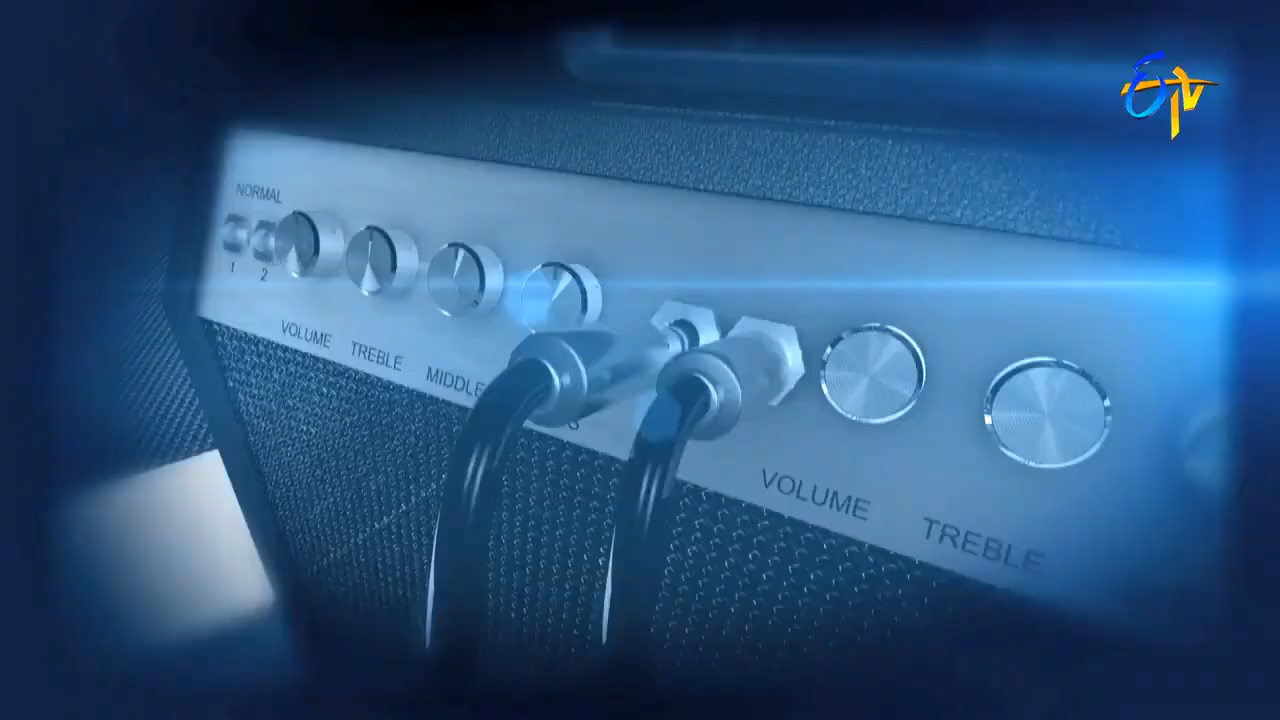 ETV
NORMAL
1 2
VOLUME TREBLE MIDDLE
VOLUME TREBLE